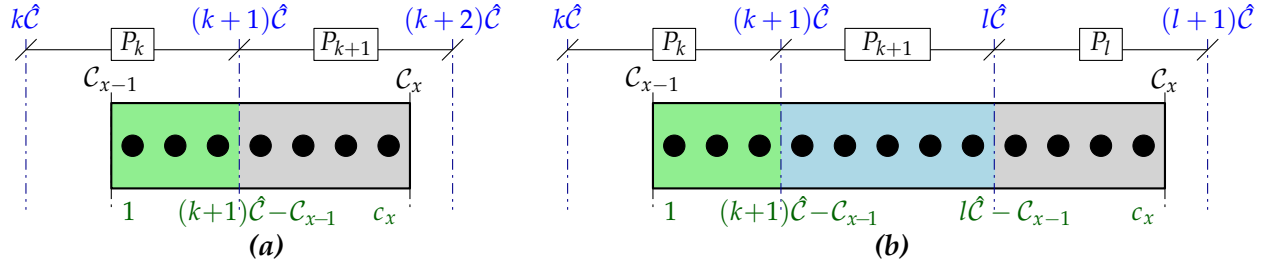 kĈ (k+1)Ĉ (k+2)Ĉ
P_k P_{k+1}
C_{x−1} C_x
1 (k+1)Ĉ−C_{x−1} c_x
(a)
kĈ (k+1)Ĉ lĈ (l+1)Ĉ
P_k P_{k+1} P_l
C_{x−1} C_x
1 (k+1)Ĉ−C_{x−1} lĈ−C_{x−1} c_x
(b)